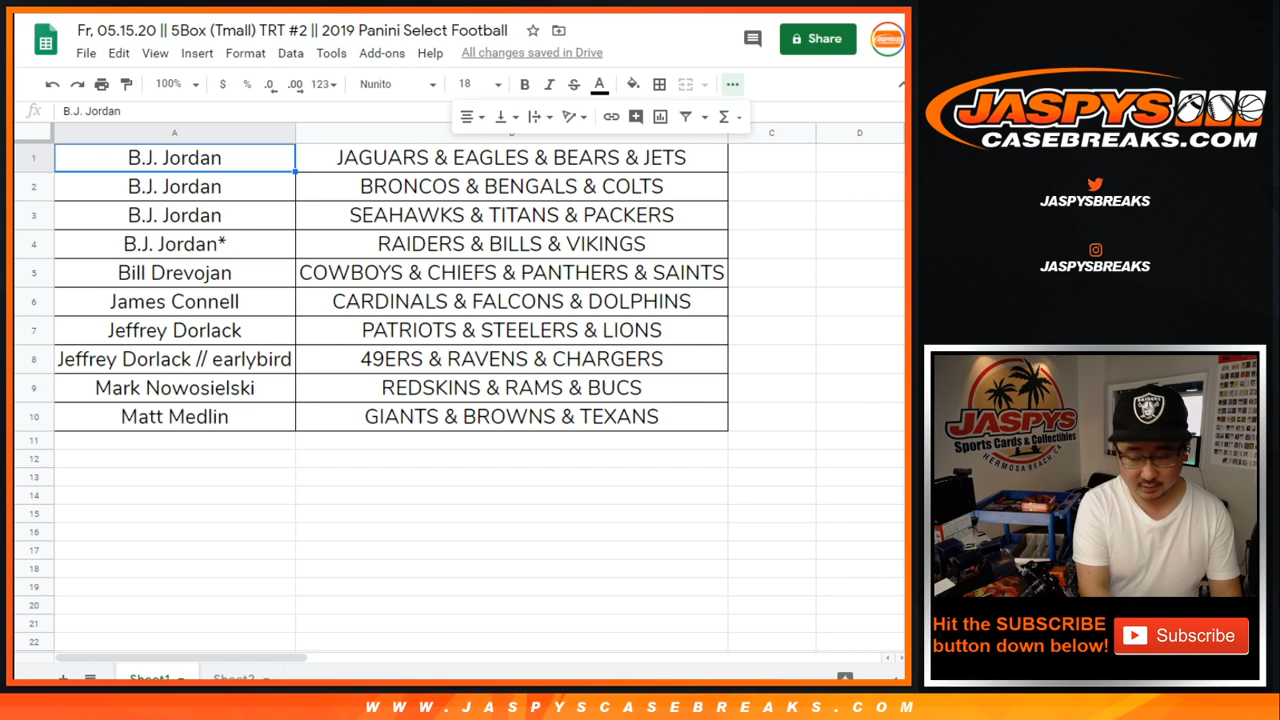 Fr, 05.15.20 || 5Box (Tmall) TRT #2 || 2019 Panini Select Football
Share
File Edit View Insert Format Data Tools Add-ons Help All changes saved in Drive
100% $ % .0 .00 123 Nunito 18 B I S A
fx B.J. Jordan
A B C D
1 B.J. Jordan JAGUARS & EAGLES & BEARS & JETS
2 B.J. Jordan BRONCOS & BENGALS & COLTS
3 B.J. Jordan SEAHAWKS & TITANS & PACKERS
4 B.J. Jordan* RAIDERS & BILLS & VIKINGS
5 Bill Drevojan COWBOYS & CHIEFS & PANTHERS & SAINTS
6 James Connell CARDINALS & FALCONS & DOLPHINS
7 Jeffrey Dorlack PATRIOTS & STEELERS & LIONS
8 Jeffrey Dorlack // earlybird 49ERS & RAVENS & CHARGERS
9 Mark Nowosielski REDSKINS & RAMS & BUCS
10 Matt Medlin GIANTS & BROWNS & TEXANS
11
12
13
14
15
16
17
18
19
20
21
22
Sheet1 Sheet2
JASPYS
CASEBREAKS.COM
JASPYSBREAKS
JASPYSBREAKS
JASPYS
Sports Cards & Collectibles
HERMOSA BEACH, CA
RAIDERS
Hit the SUBSCRIBE
button down below!
Subscribe
WWW.JASPYSCASEBREAKS.COM